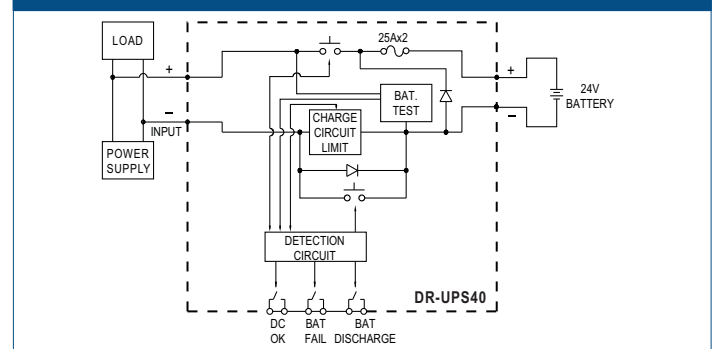 LOAD
25Ax2
+
+
BAT.
TEST
24V
BATTERY
–
–
INPUT
CHARGE
CIRCUIT
LIMIT
POWER
SUPPLY
DETECTION
CIRCUIT
DR-UPS40
DC
OK
BAT
FAIL
BAT
DISCHARGE